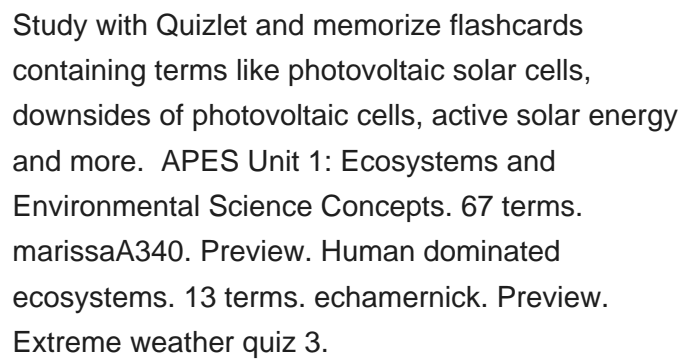 Study with Quizlet and memorize flashcards
containing terms like photovoltaic solar cells,
downsides of photovoltaic cells, active solar energy
and more.  APES Unit 1: Ecosystems and
Environmental Science Concepts. 67 terms.
marissaA340. Preview. Human dominated
ecosystems. 13 terms. echamernick. Preview.
Extreme weather quiz 3.